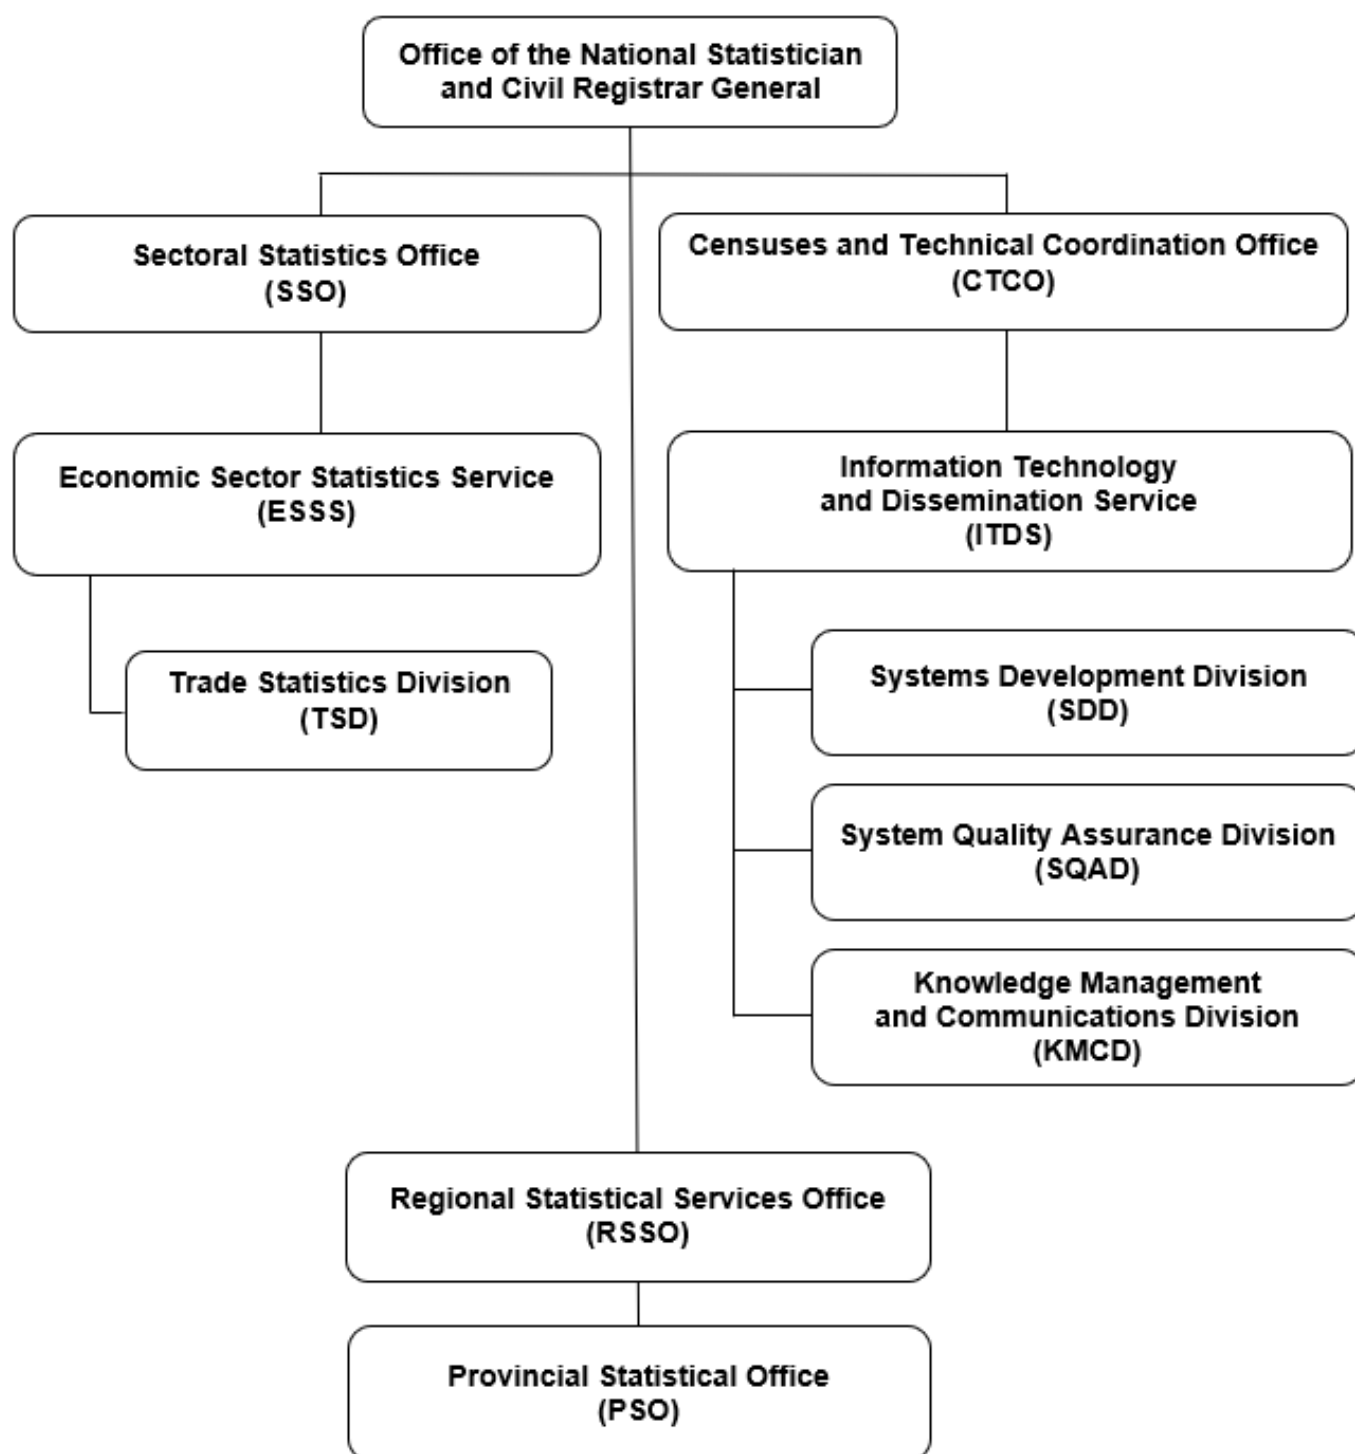 Office of the National Statistician
and Civil Registrar General
Sectoral Statistics Office
(SSO)
Censuses and Technical Coordination Office
(CTCO)
Economic Sector Statistics Service
(ESSS)
Information Technology
and Dissemination Service
(ITDS)
Trade Statistics Division
(TSD)
Systems Development Division
(SDD)
System Quality Assurance Division
(SQAD)
Knowledge Management
and Communications Division
(KMCD)
Regional Statistical Services Office
(RSSO)
Provincial Statistical Office
(PSO)